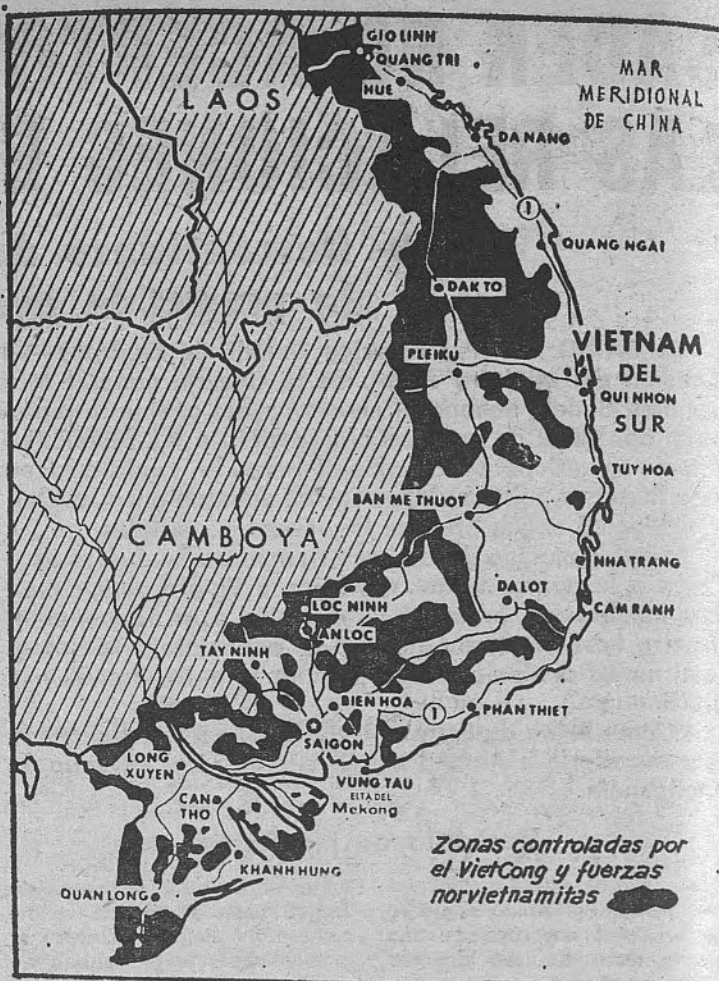 GIO LINH
QUANG TRI
HUE
LAOS
MAR
MERIDIONAL
DE CHINA
DA NANG
1
QUANG NGAI
DAK TO
PLEIKU
VIETNAM
DEL
SUR
QUI NHON
TUY HOA
BAN ME THUOT
CAMBOYA
NHA TRANG
DA LOT
CAM RANH
LOC NINH
AN LOC
TAY NINH
BIEN HOA
1
PHAN THIET
SAIGON
LONG
XUYEN
VUNG TAU
ELTA DEL
Mekong
CAN
THO
KHANH HUNG
QUAN LONG
Zonas controladas por
el VietCong y fuerzas
norvietnamitas